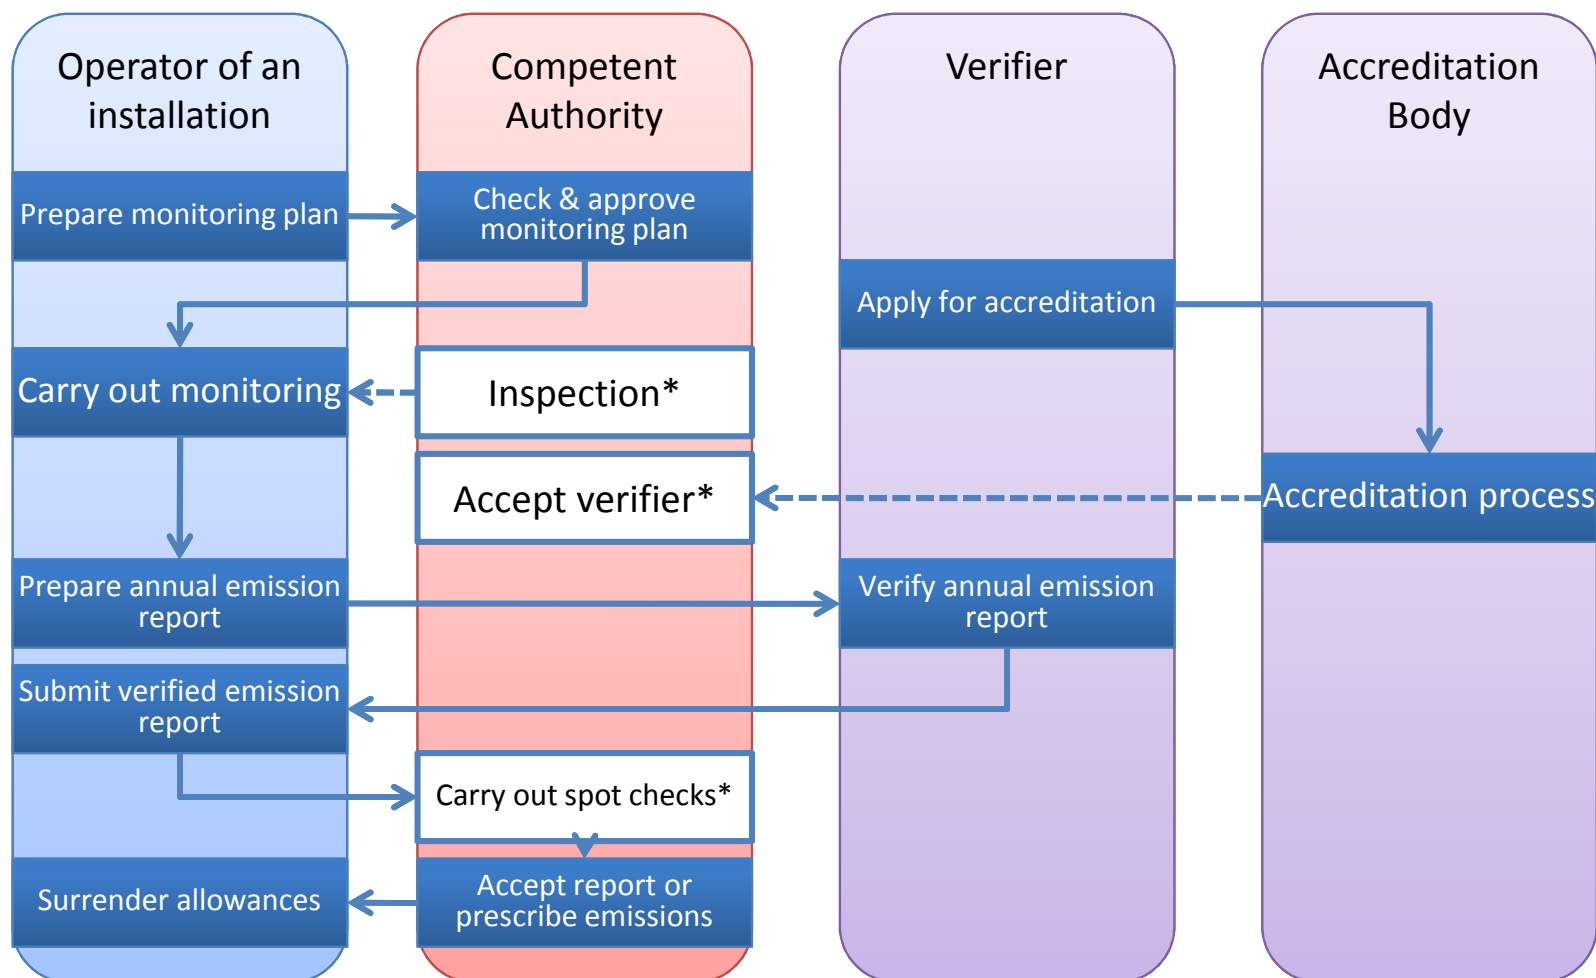 Operator of an
installation
Competent
Authority
Verifier
Accreditation
Body
Prepare monitoring plan
Check & approve
monitoring plan
Apply for accreditation
Carry out monitoring
Inspection*
Accept verifier*
Accreditation process
Prepare annual emission
report
Verify annual emission
report
Submit verified emission
report
Carry out spot checks*
Surrender allowances
Accept report or
prescribe emissions